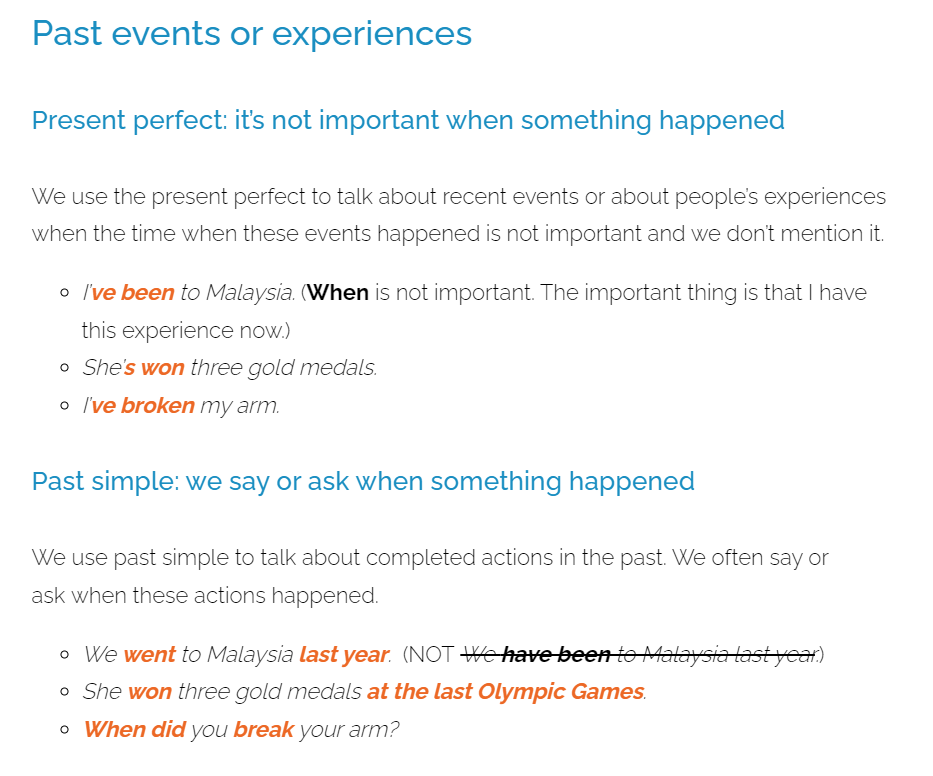 Past events or experiences
Present perfect: it's not important when something happened
We use the present perfect to talk about recent events or about people's experiences
when the time when these events happened is not important and we don't mention it.
I've been to Malaysia. (When is not important. The important thing is that I have
this experience now.)
She's won three gold medals.
I've broken my arm.
Past simple: we say or ask when something happened
We use past simple to talk about completed actions in the past. We often say or
ask when these actions happened.
We went to Malaysia last year. (NOT We have been to Malaysia last year.)
She won three gold medals at the last Olympic Games.
When did you break your arm?